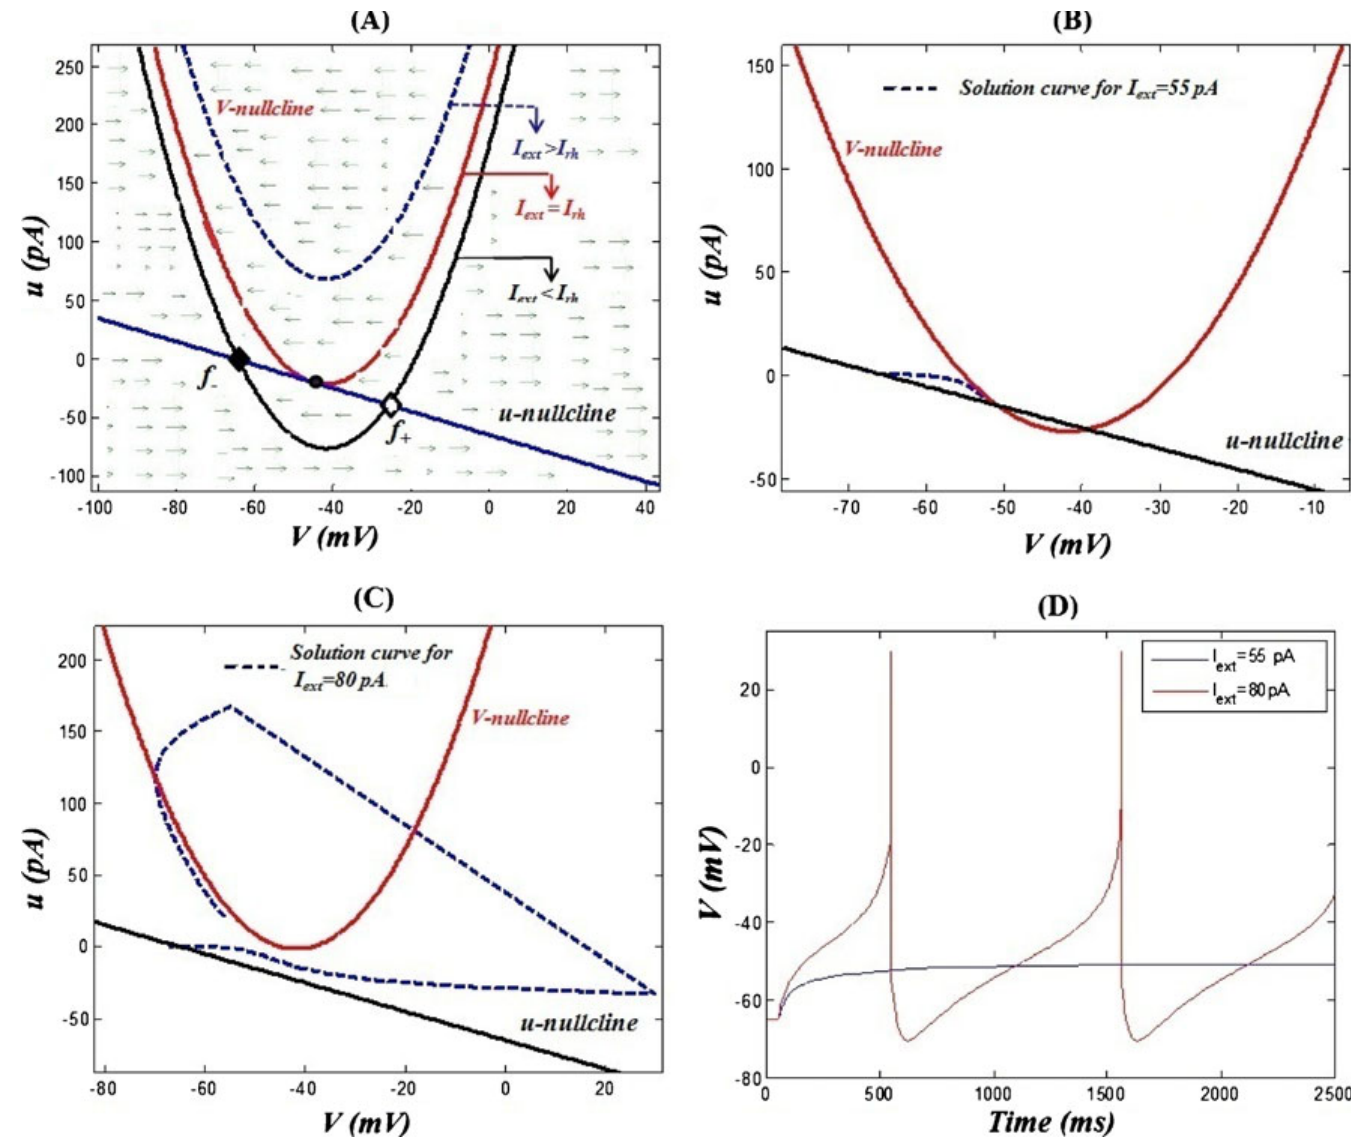 (A)
V-nullcline
I_ext > I_rh
I_ext = I_rh
I_ext < I_rh
f_-
f_+
u-nullcline
u (pA)
250
200
150
100
50
0
-50
-100
-100 -80 -60 -40 -20 0 20 40
V (mV)
(B)
Solution curve for I_ext=55 pA
V-nullcline
u-nullcline
u (pA)
150
100
50
0
-50
-70 -60 -50 -40 -30 -20 -10
V (mV)
(C)
Solution curve for
I_ext=80 pA
V-nullcline
u-nullcline
u (pA)
200
150
100
50
0
-50
-80 -60 -40 -20 0 20
V (mV)
(D)
I_ext=55 pA
I_ext=80 pA
V (mV)
20
0
-20
-40
-60
-80
0 500 1000 1500 2000 2500
Time (ms)